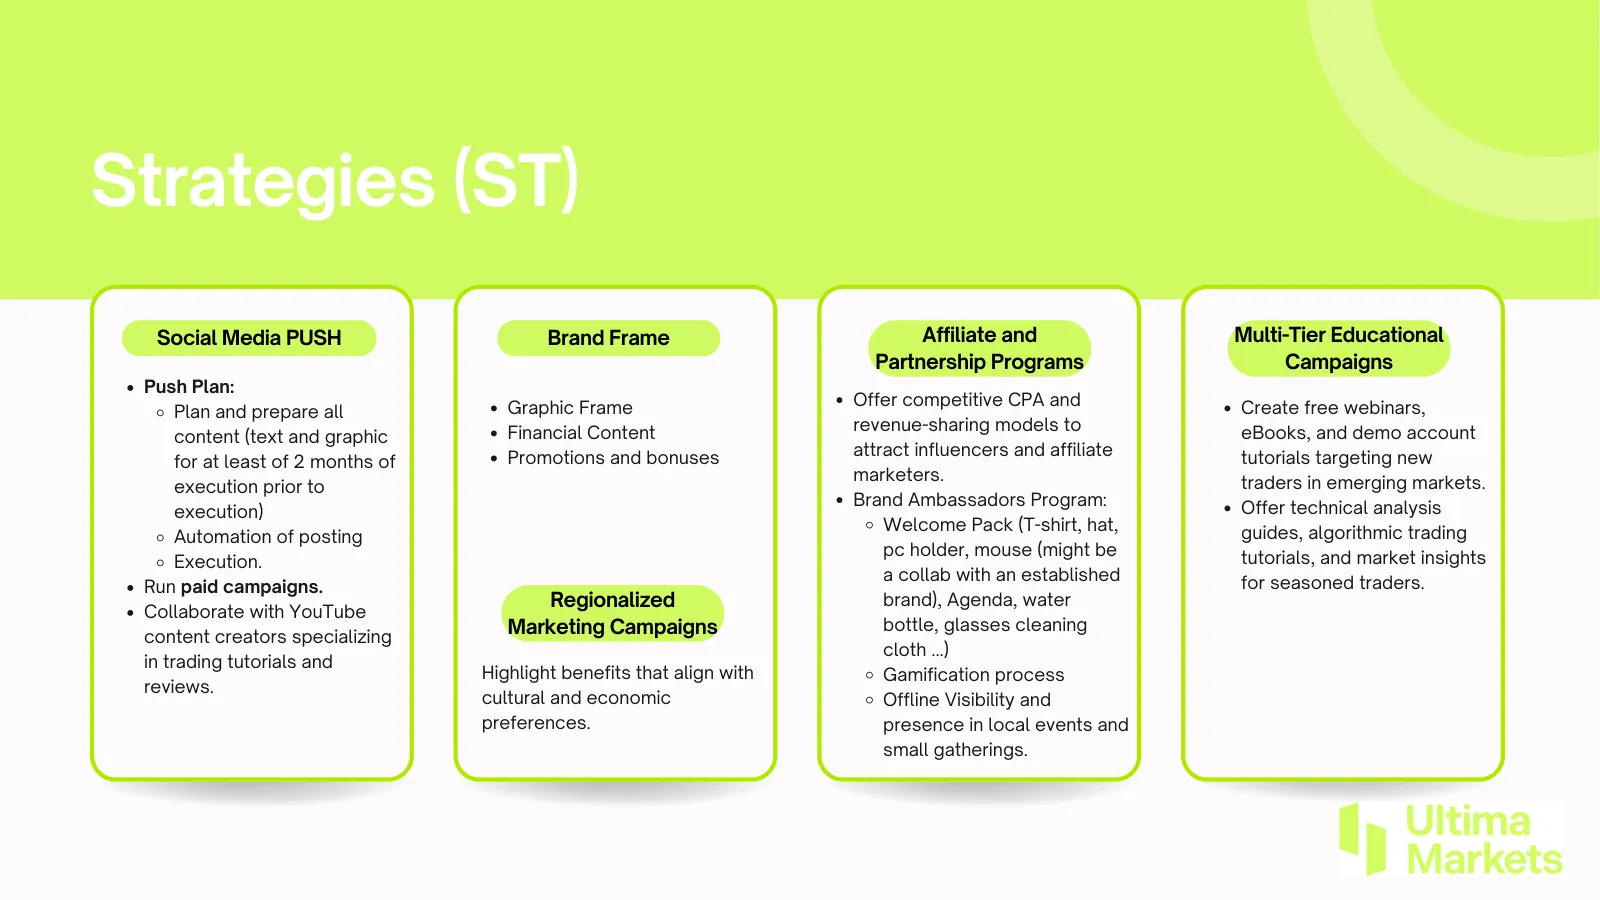 Strategies (ST)
Social Media PUSH
Push Plan:
Plan and prepare all
content (text and graphic
for at least of 2 months of
execution prior to
execution)
Automation of posting
Execution.
Run paid campaigns.
Collaborate with YouTube
content creators specializing
in trading tutorials and
reviews.
Brand Frame
Graphic Frame
Financial Content
Promotions and bonuses
Regionalized
Marketing Campaigns
Highlight benefits that align with
cultural and economic
preferences.
Affiliate and
Partnership Programs
Offer competitive CPA and
revenue-sharing models to
attract influencers and affiliate
marketers.
Brand Ambassadors Program:
Welcome Pack (T-shirt, hat,
pc holder, mouse (might be
a collab with an established
brand), Agenda, water
bottle, glasses cleaning
cloth ...)
Gamification process
Offline Visibility and
presence in local events and
small gatherings.
Multi-Tier Educational
Campaigns
Create free webinars,
eBooks, and demo account
tutorials targeting new
traders in emerging markets.
Offer technical analysis
guides, algorithmic trading
tutorials, and market insights
for seasoned traders.
Ultima
Markets